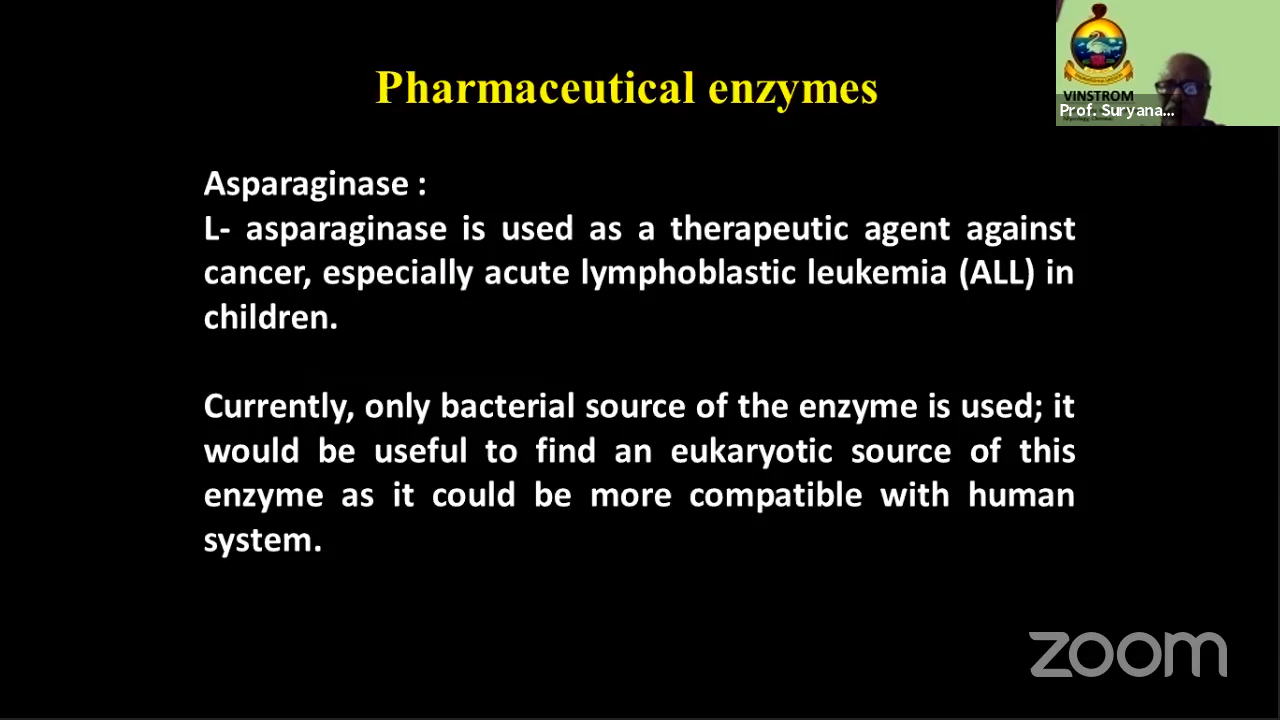 Pharmaceutical enzymes
VINSTROM
Prof. Suryana...
Asparaginase :
L- asparaginase is used as a therapeutic agent against
cancer, especially acute lymphoblastic leukemia (ALL) in
children.
Currently, only bacterial source of the enzyme is used; it
would be useful to find an eukaryotic source of this
enzyme as it could be more compatible with human
system.
zoom